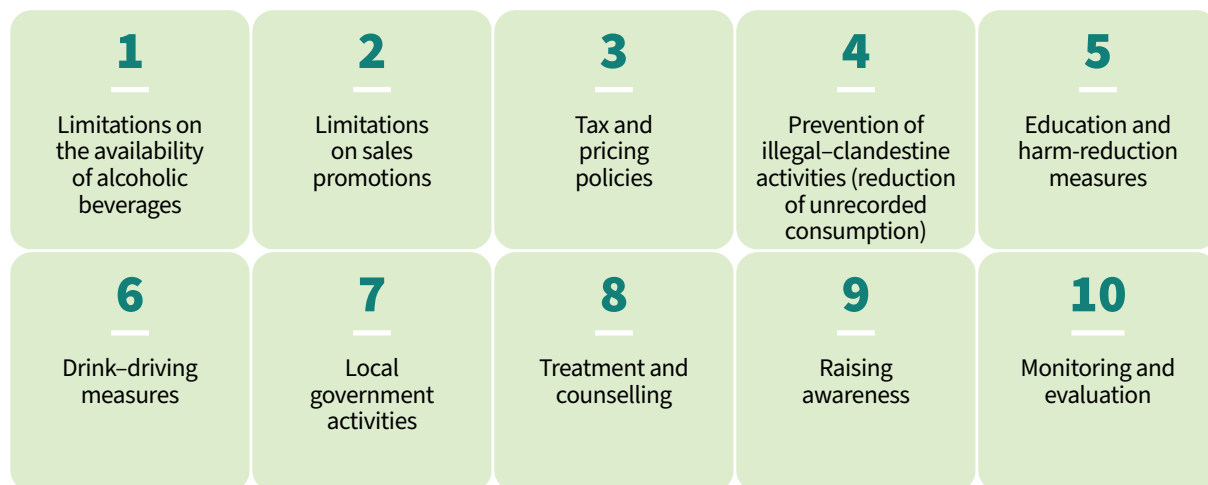 1
Limitations on
the availability
of alcoholic
beverages
2
Limitations
on sales
promotions
3
Tax and
pricing
policies
4
Prevention of
illegal–clandestine
activities (reduction
of unrecorded
consumption)
5
Education and
harm-reduction
measures
6
Drink–driving
measures
7
Local
government
activities
8
Treatment and
counselling
9
Raising
awareness
10
Monitoring and
evaluation